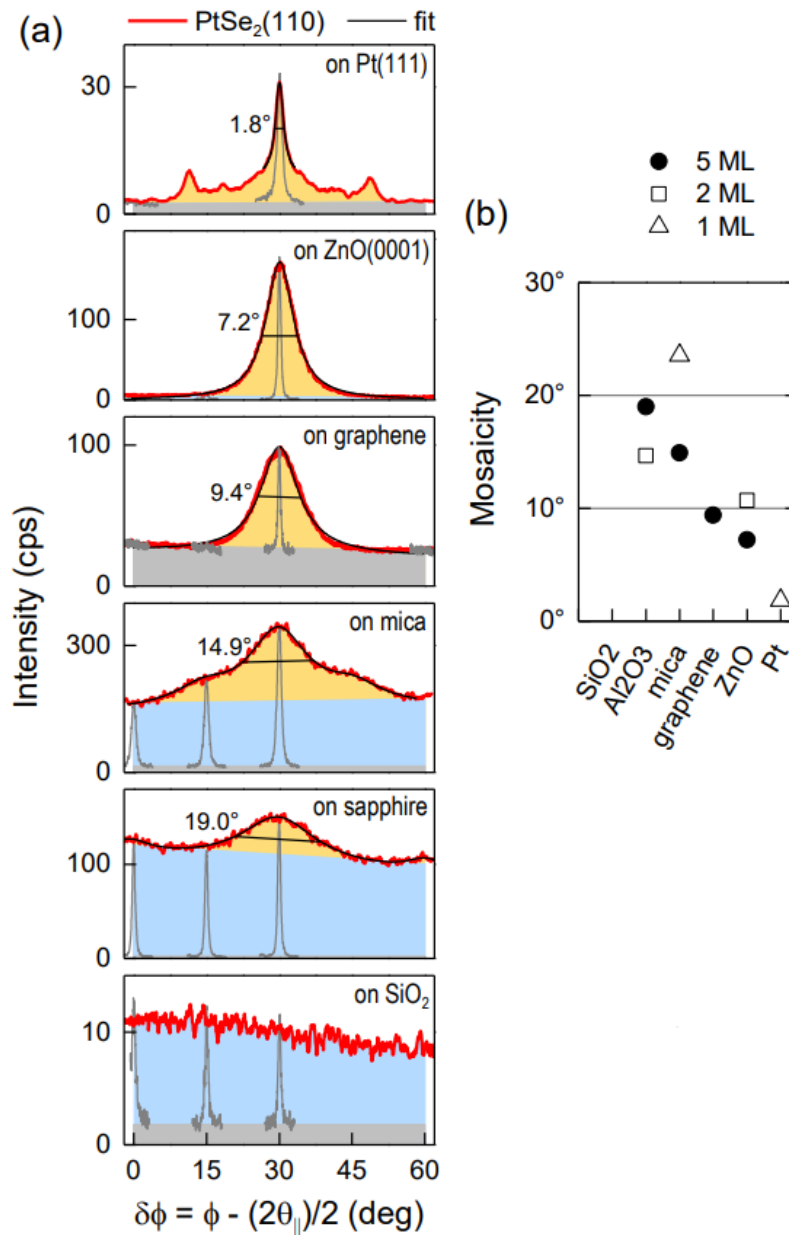 (a)
PtSe₂(110)
fit
on Pt(111)
30
1.8°
0
on ZnO(0001)
100
7.2°
0
on graphene
100
9.4°
0
on mica
300
14.9°
0
on sapphire
19.0°
100
0
on SiO₂
10
0
0 15 30 45 60
δϕ = ϕ - (2θ||)/2 (deg)
Intensity (cps)
(b)
5 ML
2 ML
1 ML
30°
20°
10°
0°
Mosaicity
SiO2
Al2O3
mica
graphene
ZnO
Pt